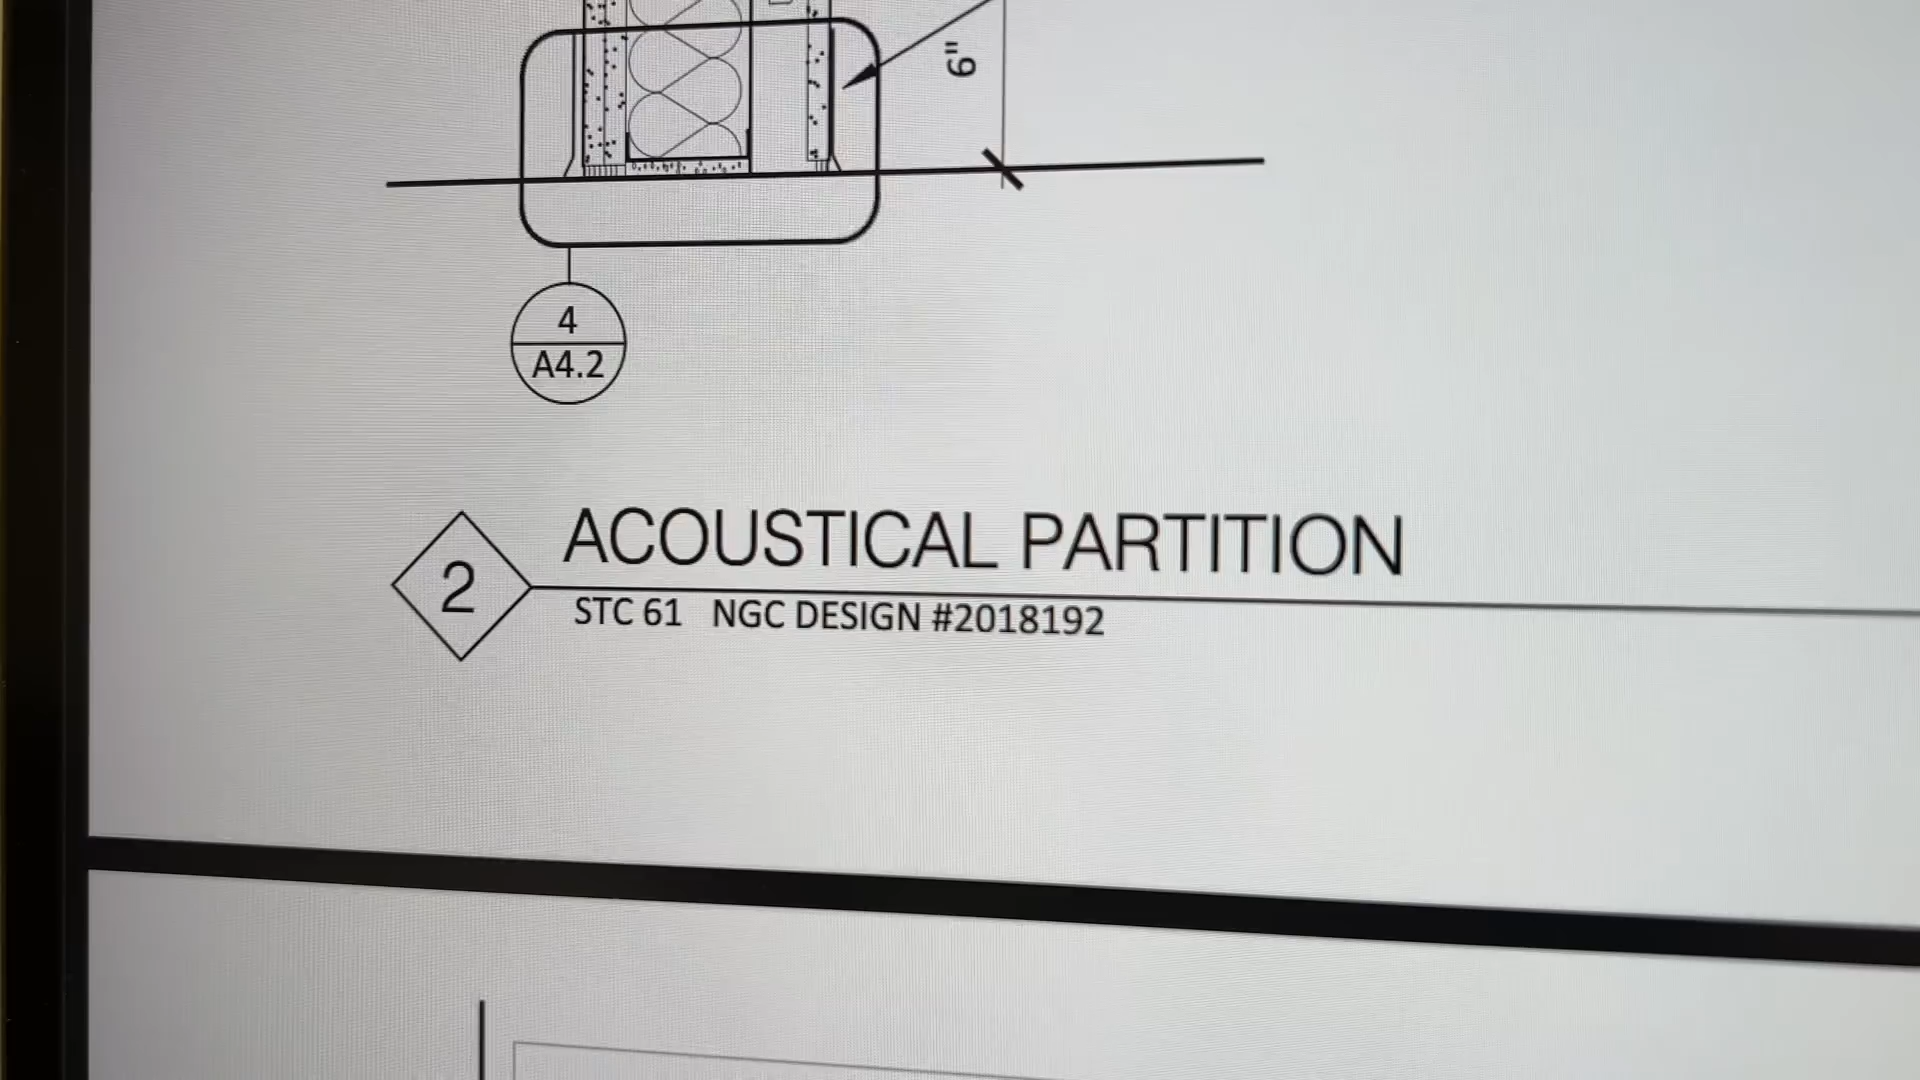 6"
4
A4.2
2
ACOUSTICAL PARTITION
STC 61 NGC DESIGN #2018192